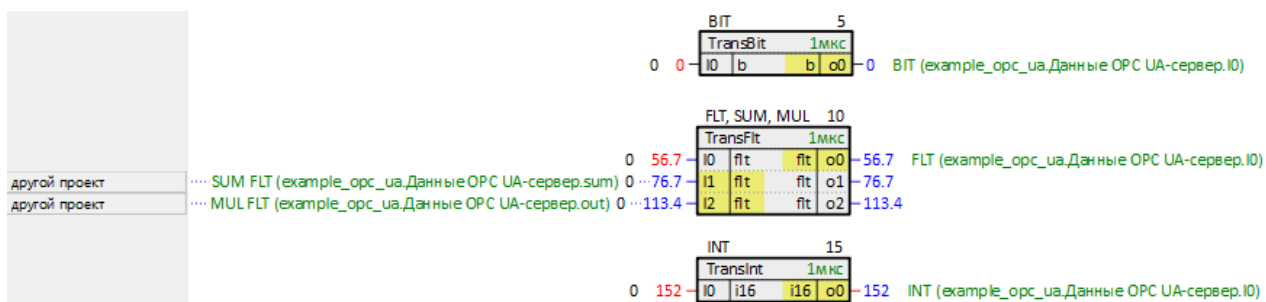 BIT 5
TransBit 1мкс
0 0 I0 b b o0 0 BIT (example_opc_ua.Данные OPC UA-сервер.I0)
FLT, SUM, MUL 10
TransFlt 1мкс
0 56.7 I0 flt flt o0 56.7 FLT (example_opc_ua.Данные OPC UA-сервер.I0)
другой проект SUM FLT (example_opc_ua.Данные OPC UA-сервер.sum) 0 76.7 I1 flt flt o1 76.7
другой проект MUL FLT (example_opc_ua.Данные OPC UA-сервер.out) 0 113.4 I2 flt flt o2 113.4
INT 15
TransInt 1мкс
0 152 I0 i16 i16 o0 152 INT (example_opc_ua.Данные OPC UA-сервер.I0)